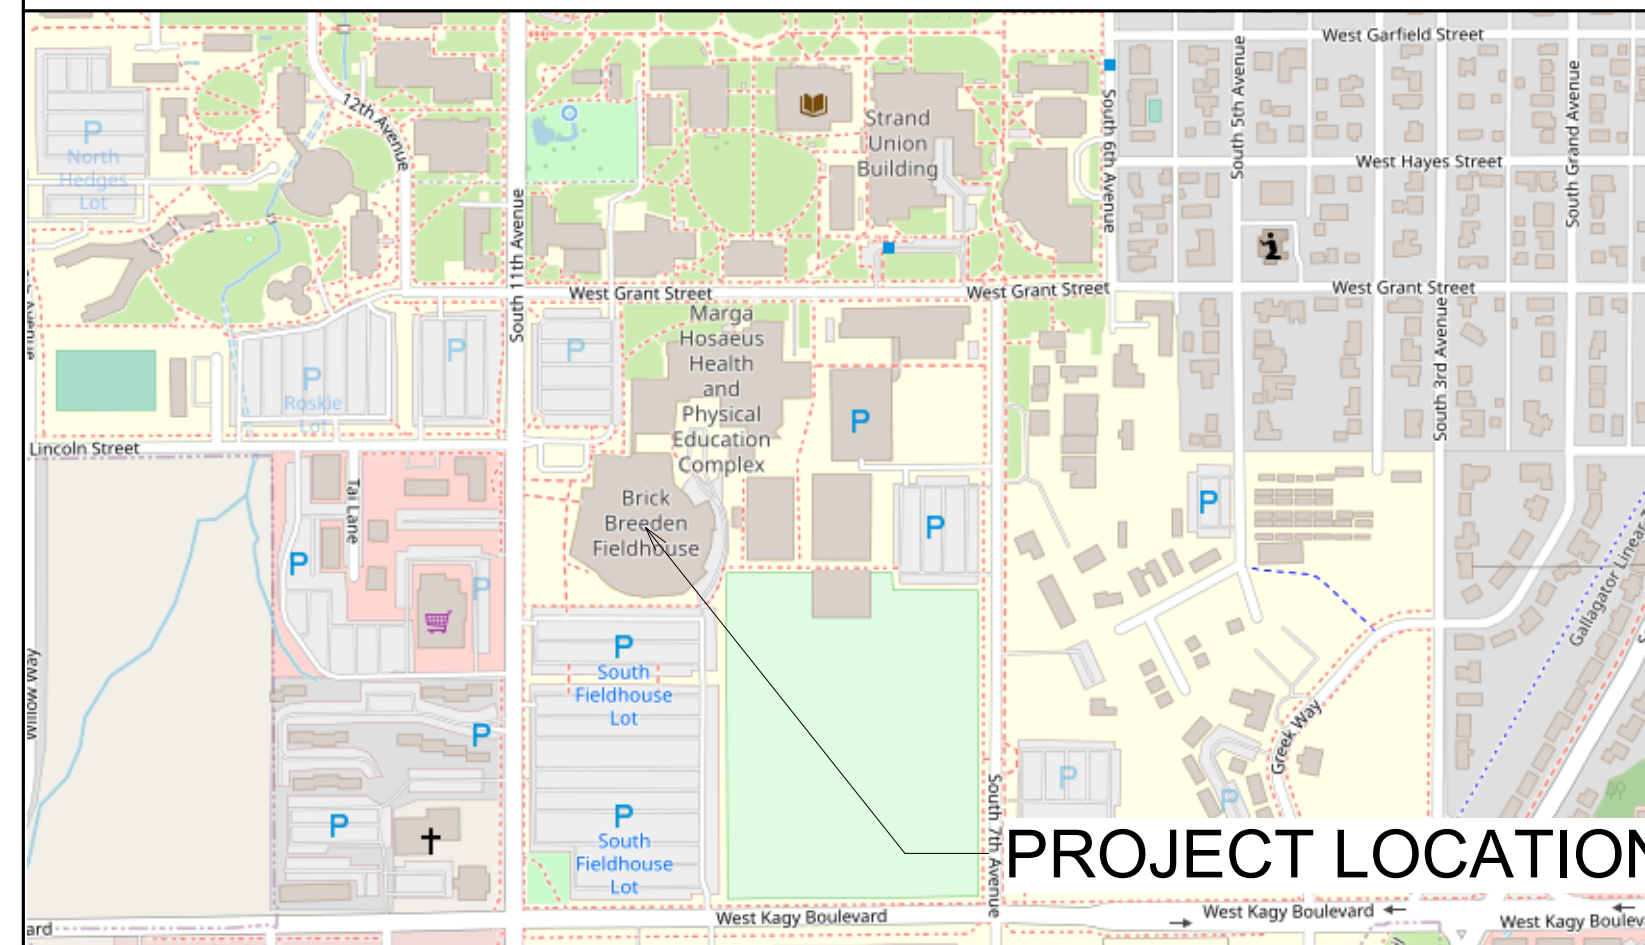 West Garfield Street
12th Avenue
P
North
Hedges
Lot
Strand
Union
Building
South 6th Avenue
South 5th Avenue
South Grand Avenue
West Hayes Street
South 11th Avenue
West Grant Street
West Grant Street
West Grant Street
Marga
Hosaeus
Health
and
Physical
Education
Complex
South 3rd Avenue
P
Roskie
Lot
P
P
P
Lincoln Street
Tai Lane
P
P
Brick
Breeden
Fieldhouse
P
P
Gallagator Linear
Willow Way
P
South
Fieldhouse
Lot
P
Greek Way
P
P
South 7th Avenue
P
P
South
Fieldhouse
Lot
PROJECT LOCATION
West Kagy Boulevard
West Kagy Boulevard
West Kagy Boulev
ard